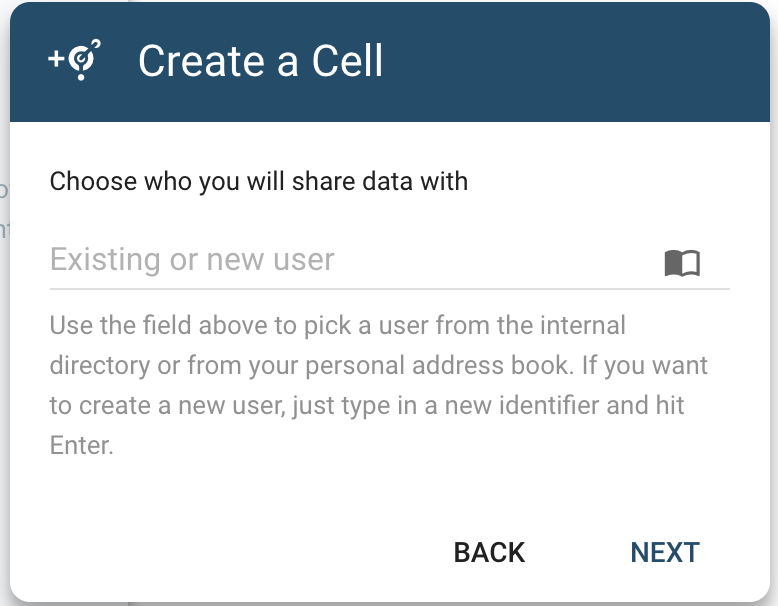 Create a Cell
Choose who you will share data with
Existing or new user
Use the field above to pick a user from the internal
directory or from your personal address book. If you want
to create a new user, just type in a new identifier and hit
Enter.
BACK NEXT